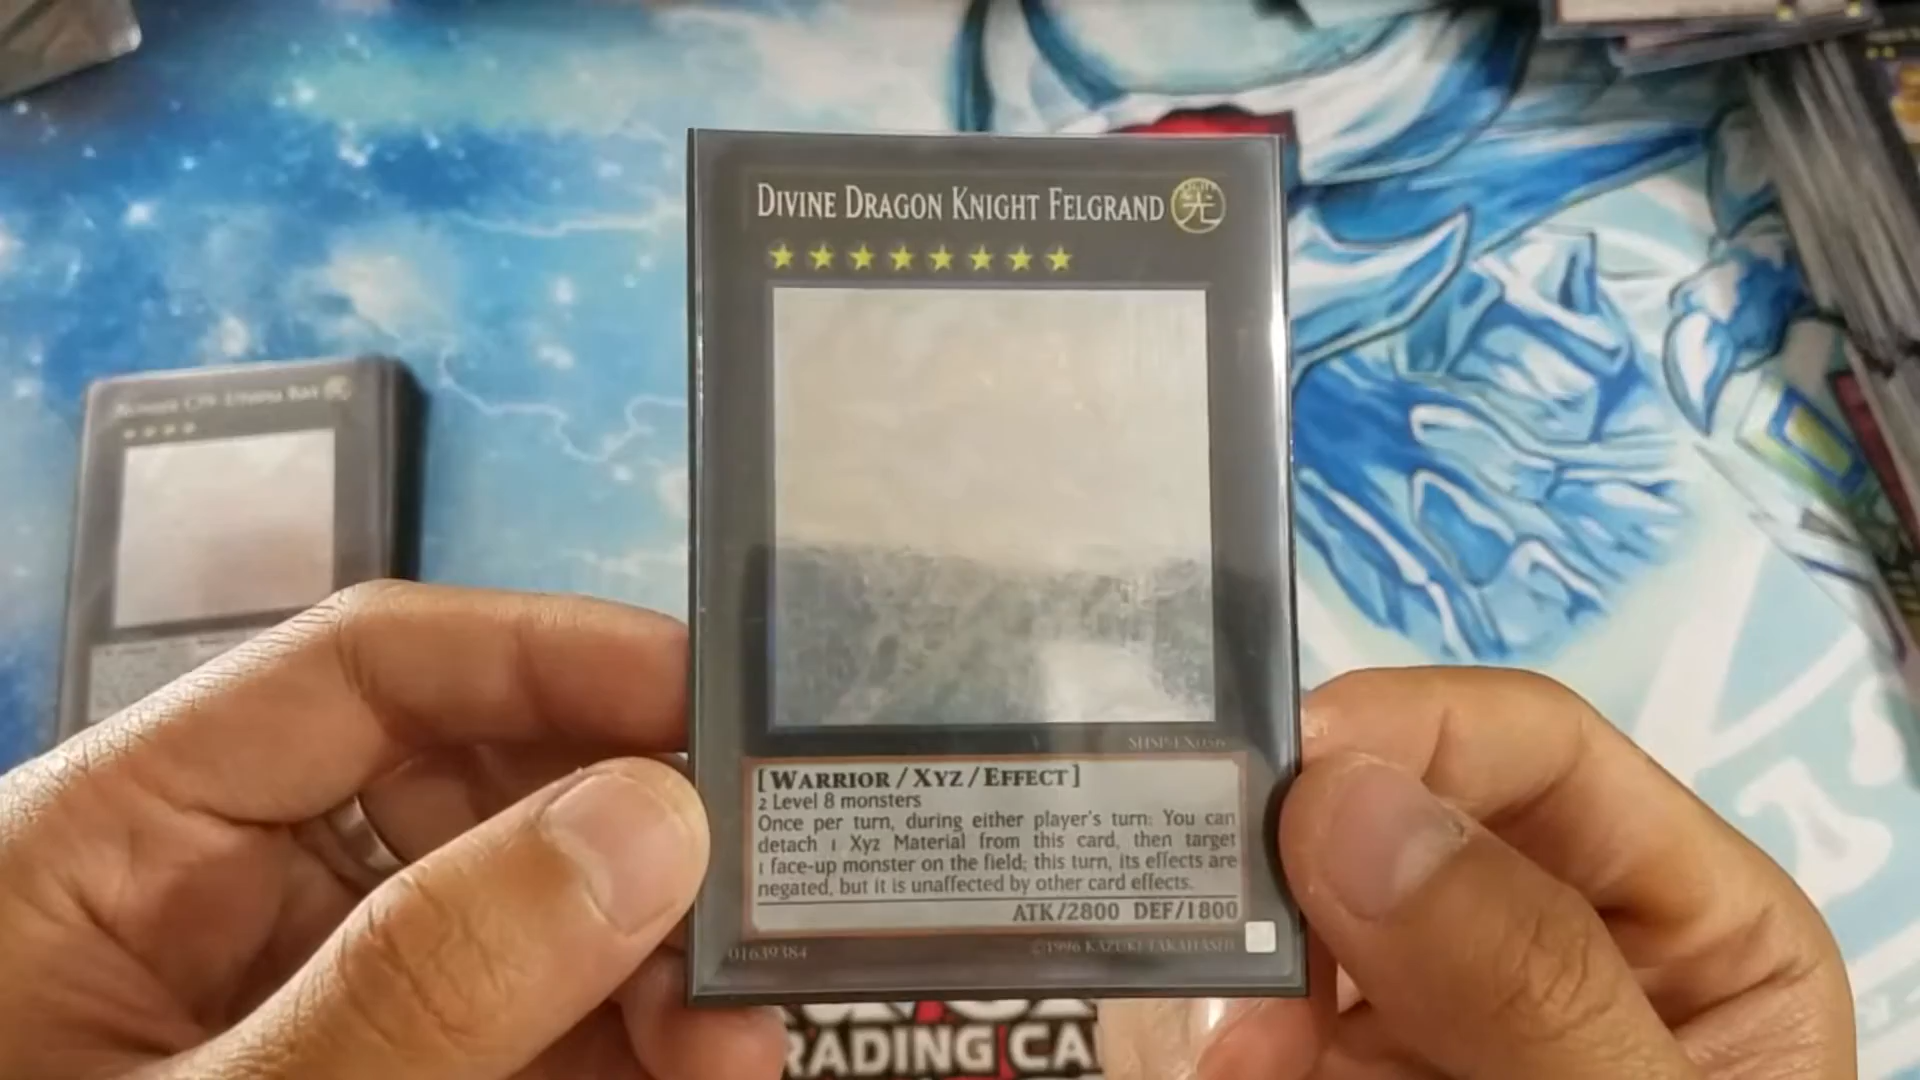 DIVINE DRAGON KNIGHT FELGRAND 光
[WARRIOR/XYZ/EFFECT]
2 Level 8 monsters
Once per turn, during either player's turn: You can
detach 1 Xyz Material from this card, then target
1 face-up monster on the field; this turn, its effects are
negated, but it is unaffected by other card effects.
ATK/2800 DEF/1800
01639384 ©1996 KAZUKI TAKAHASHI